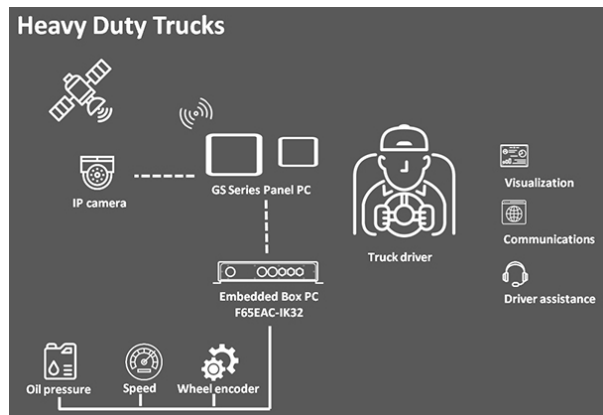 Heavy Duty Trucks
IP camera
GS Series Panel PC
Truck driver
Visualization
Communications
Driver assistance
Embedded Box PC
F65EAC-IK32
Oil pressure
Speed
Wheel encoder